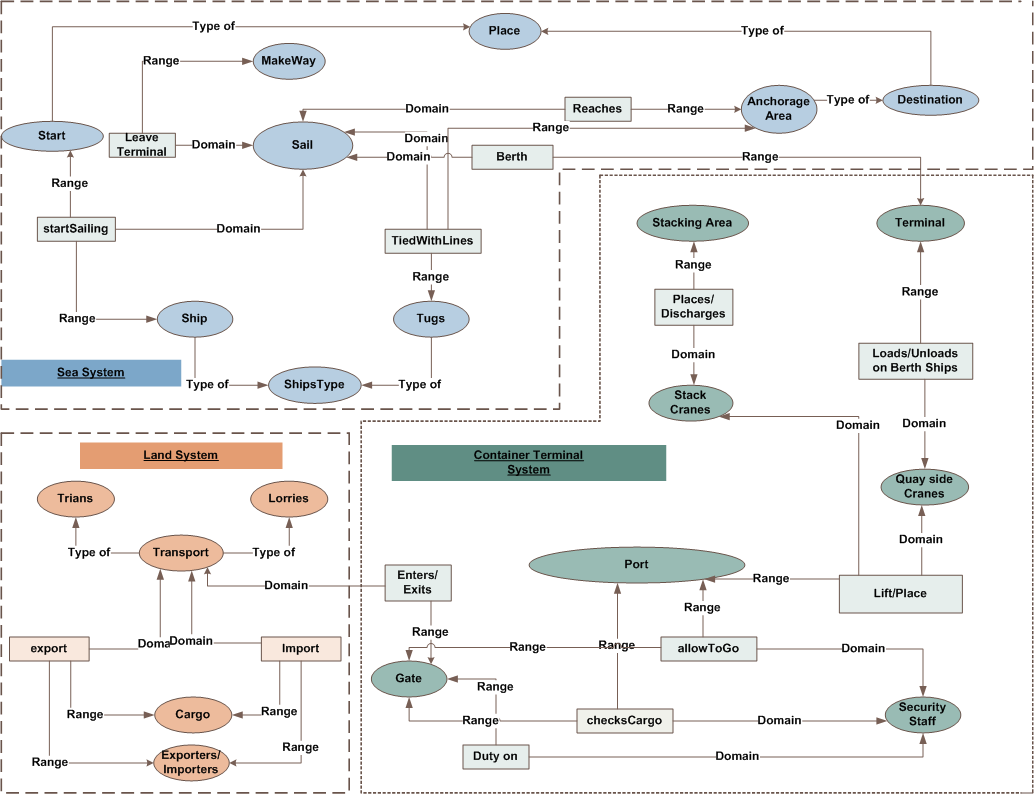 Type of
Place
Type of
Range
MakeWay
Domain
Reaches
Range
Anchorage
Area
Type of
Destination
Start
Leave
Terminal
Domain
Sail
Domain
Range
Domain
Berth
Range
Range
startSailing
Domain
TiedWithLines
Stacking Area
Terminal
Range
Range
Range
Places/
Discharges
Range
Ship
Tugs
Sea System
Type of
ShipsType
Type of
Domain
Loads/Unloads
on Berth Ships
Stack
Cranes
Domain
Domain
Land System
Container Terminal
System
Quay side
Cranes
Trians
Lorries
Domain
Type of
Transport
Type of
Domain
Enters/
Exits
Port
Range
Lift/Place
Range
export
Doma
Domain
Import
Range
Range
Range
allowToGo
Domain
Gate
Range
Range
Cargo
Range
Range
checksCargo
Domain
Security
Staff
Range
Exporters/
Importers
Range
Duty on
Domain